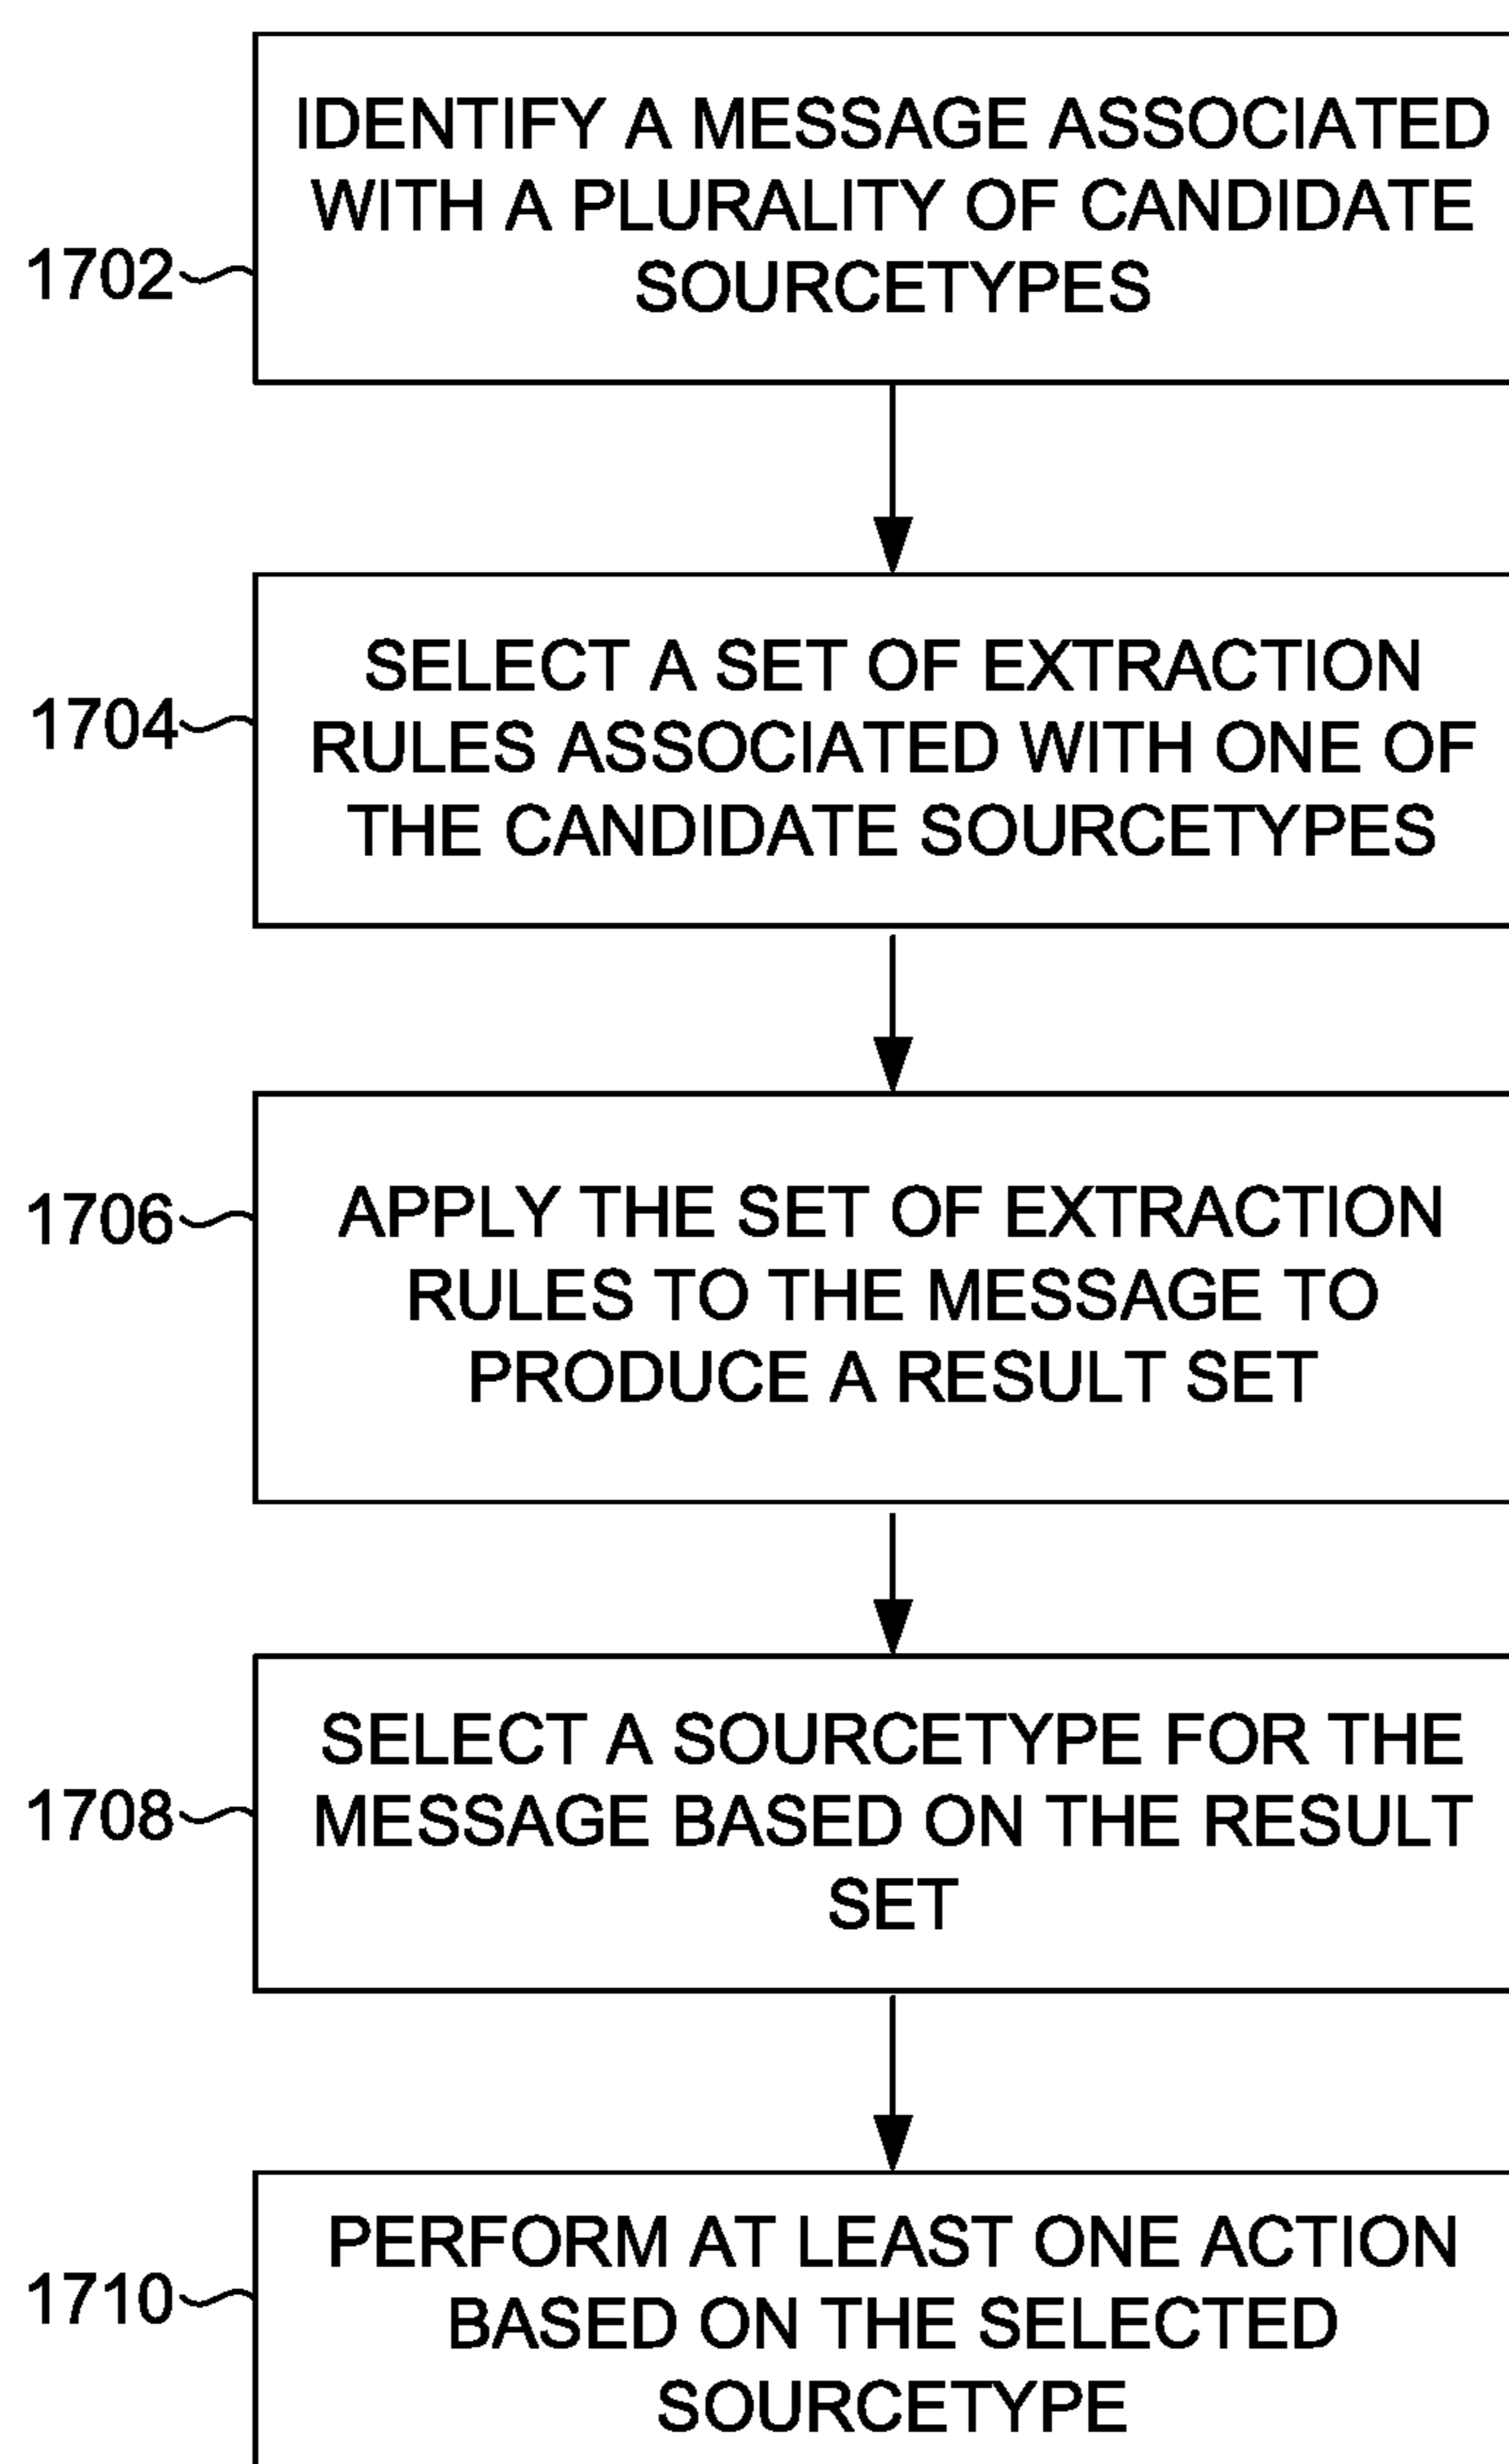 IDENTIFY A MESSAGE ASSOCIATED
WITH A PLURALITY OF CANDIDATE
SOURCETYPES
1702
SELECT A SET OF EXTRACTION
RULES ASSOCIATED WITH ONE OF
THE CANDIDATE SOURCETYPES
1704
APPLY THE SET OF EXTRACTION
RULES TO THE MESSAGE TO
PRODUCE A RESULT SET
1706
SELECT A SOURCETYPE FOR THE
MESSAGE BASED ON THE RESULT
SET
1708
PERFORM AT LEAST ONE ACTION
BASED ON THE SELECTED
SOURCETYPE
1710